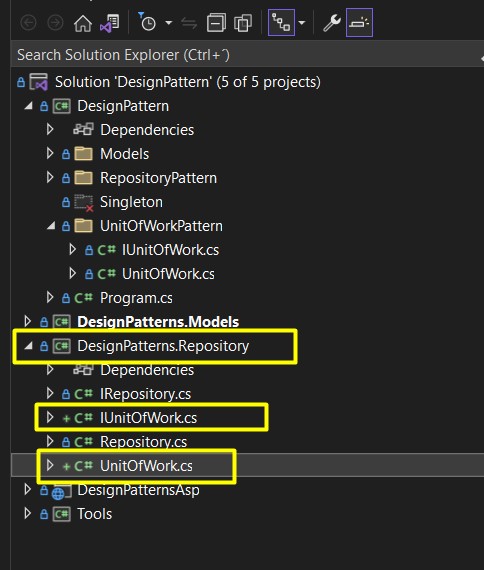 Search Solution Explorer (Ctrl+´)
Solution 'DesignPattern' (5 of 5 projects)
C# DesignPattern
Dependencies
Models
RepositoryPattern
Singleton
UnitOfWorkPattern
C# IUnitOfWork.cs
C# UnitOfWork.cs
C# Program.cs
C# DesignPatterns.Models
C# DesignPatterns.Repository
Dependencies
C# IRepository.cs
+ C# IUnitOfWork.cs
C# Repository.cs
+ C# UnitOfWork.cs
DesignPatternsAsp
C# Tools